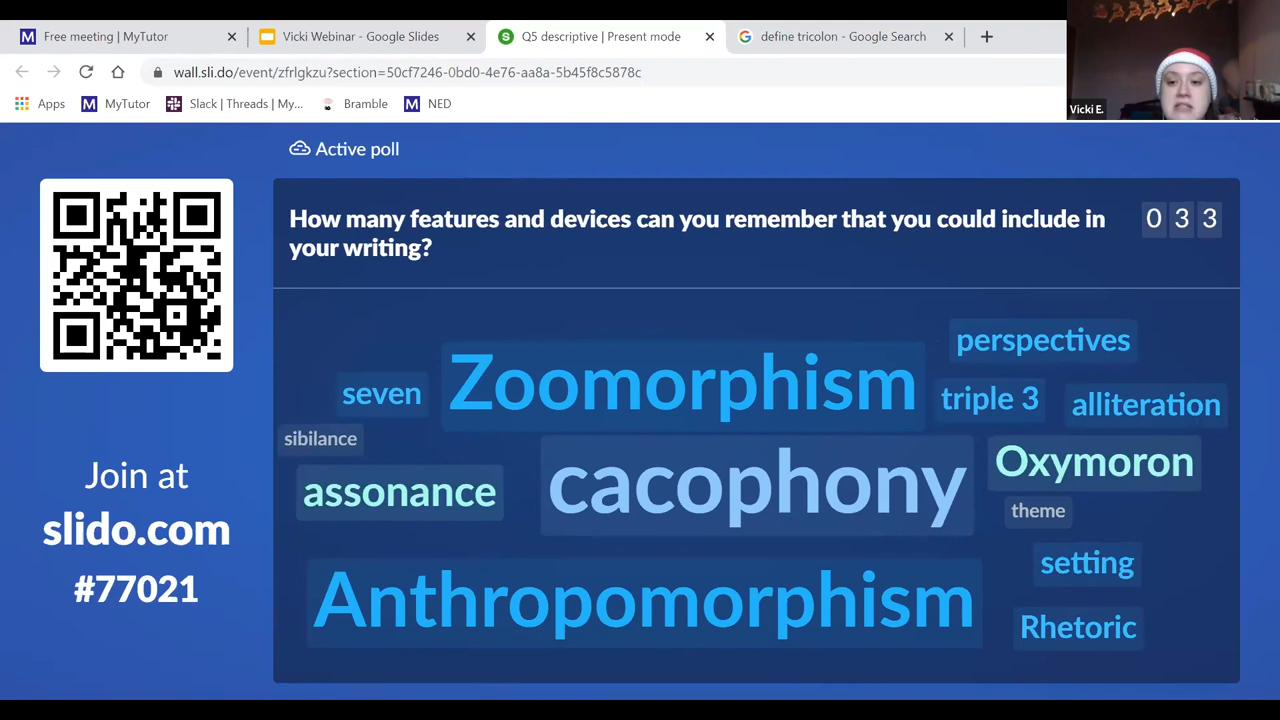 Free meeting | MyTutor
Vicki Webinar - Google Slides
Q5 descriptive | Present mode
define tricolon - Google Search
wall.sli.do/event/zfrlgkzu?section=50cf7246-0bd0-4e76-aa8a-5b45f8c5878c
Apps
MyTutor
Slack | Threads | My...
Bramble
NED
Vicki E.
Active poll
How many features and devices can you remember that you could include in
your writing?
033
perspectives
Zoomorphism
seven
triple 3
alliteration
sibilance
cacophony
Oxymoron
assonance
theme
setting
Anthropomorphism
Rhetoric
Join at
slido.com
#77021